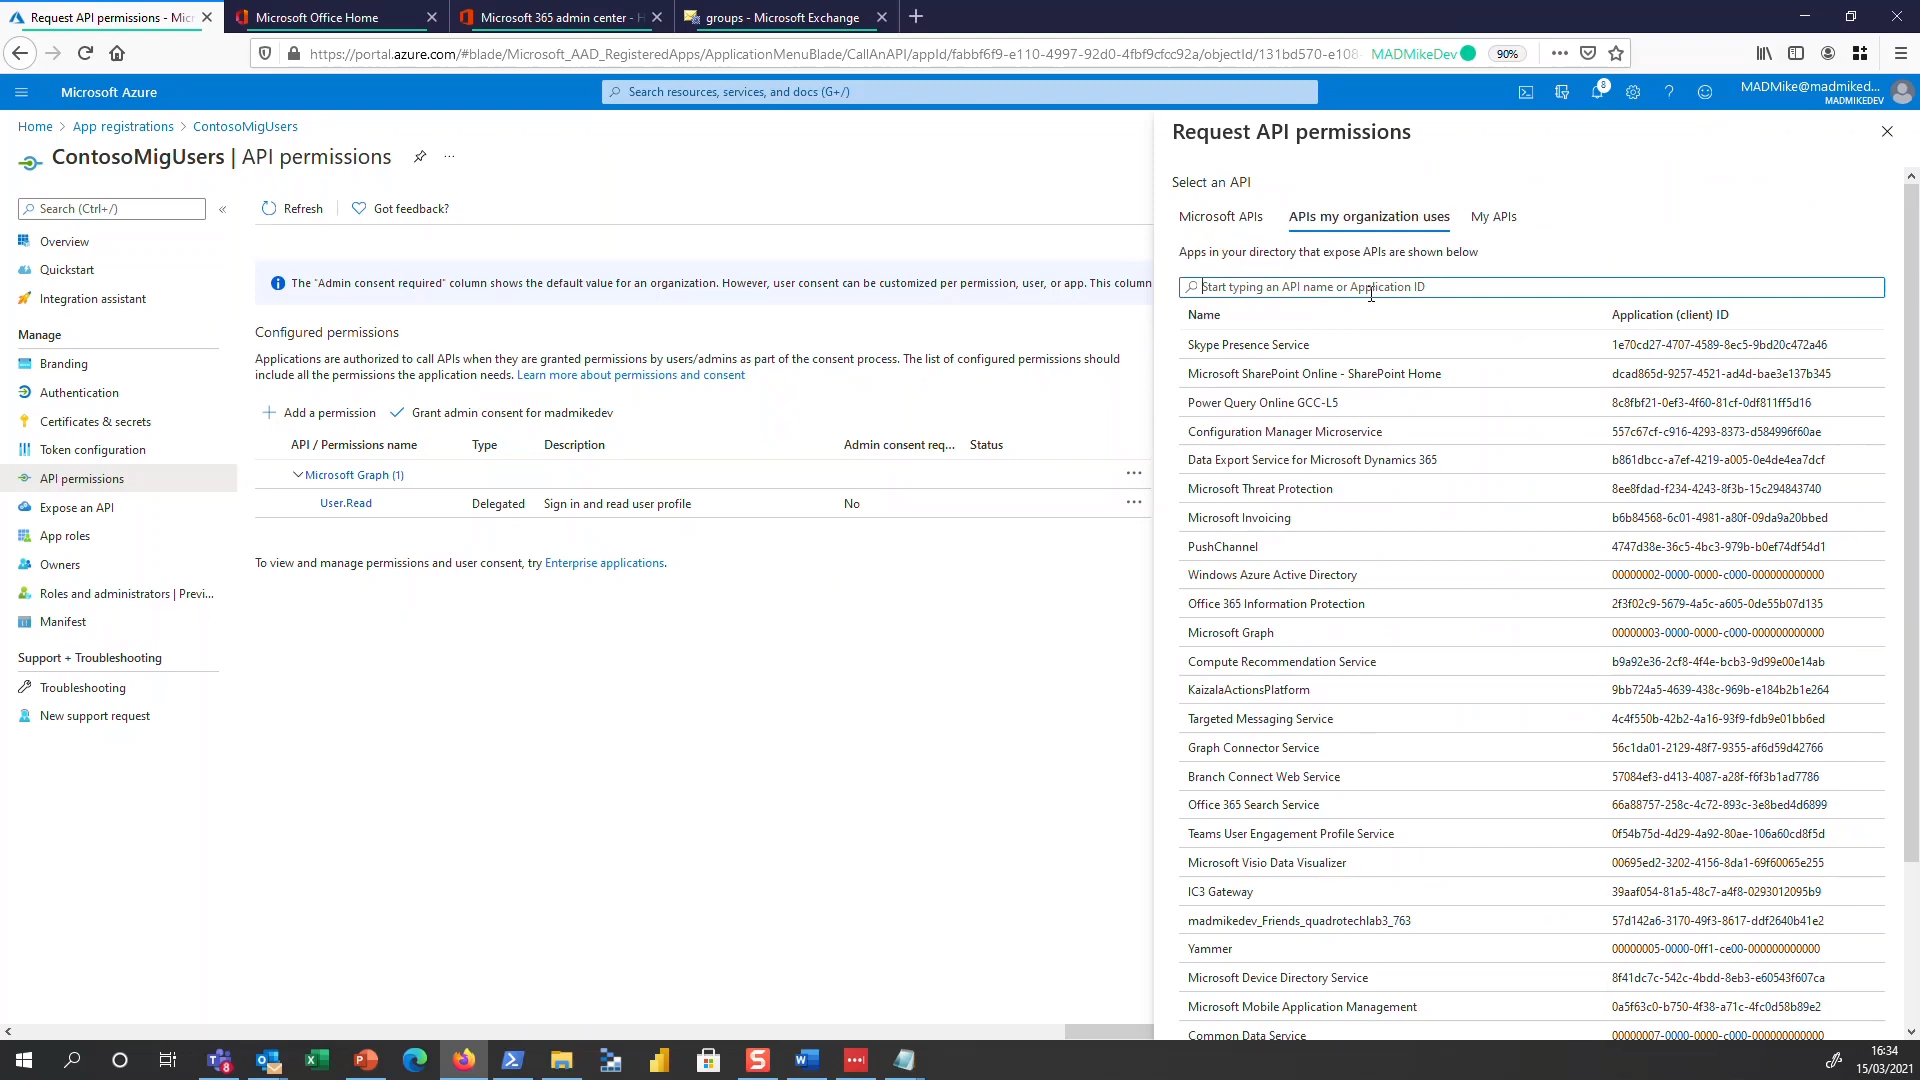 Request API permissions - Micr
Microsoft Office Home
Microsoft 365 admin center - H
groups - Microsoft Exchange
https://portal.azure.com/#blade/Microsoft_AAD_RegisteredApps/ApplicationMenuBlade/CallAnAPI/appId/fabbf6f9-e110-4997-92d0-4fbf9cfcc92a/objectId/131bd570-e108-
MADMikeDev
90%
Microsoft Azure
Search resources, services, and docs (G+/)
8
MADMike@madmiked...
MADMIKEDEV
Home > App registrations > ContosoMigUsers
ContosoMigUsers | API permissions
Search (Ctrl+/)
Overview
Quickstart
Integration assistant
Manage
Branding
Authentication
Certificates & secrets
Token configuration
API permissions
Expose an API
App roles
Owners
Roles and administrators | Previ...
Manifest
Support + Troubleshooting
Troubleshooting
New support request
Refresh
Got feedback?
The "Admin consent required" column shows the default value for an organization. However, user consent can be customized per permission, user, or app. This column
Configured permissions
Applications are authorized to call APIs when they are granted permissions by users/admins as part of the consent process. The list of configured permissions should
include all the permissions the application needs. Learn more about permissions and consent
Add a permission
Grant admin consent for madmikedev
API / Permissions name Type Description Admin consent req... Status
Microsoft Graph (1)
User.Read Delegated Sign in and read user profile No
To view and manage permissions and user consent, try Enterprise applications.
Request API permissions
Select an API
Microsoft APIs
APIs my organization uses
My APIs
Apps in your directory that expose APIs are shown below
Start typing an API name or Application ID
Name Application (client) ID
Skype Presence Service 1e70cd27-4707-4589-8ec5-9bd20c472a46
Microsoft SharePoint Online - SharePoint Home dcad865d-9257-4521-ad4d-bae3e137b345
Power Query Online GCC-L5 8c8fbf21-0ef3-4f60-81cf-0df811ff5d16
Configuration Manager Microservice 557c67cf-c916-4293-8373-d584996f60ae
Data Export Service for Microsoft Dynamics 365 b861dbcc-a7ef-4219-a005-0e4de4ea7dcf
Microsoft Threat Protection 8ee8fdad-f234-4243-8f3b-15c294843740
Microsoft Invoicing b6b84568-6c01-4981-a80f-09da9a20bbed
PushChannel 4747d38e-36c5-4bc3-979b-b0ef74df54d1
Windows Azure Active Directory 00000002-0000-0000-c000-000000000000
Office 365 Information Protection 2f3f02c9-5679-4a5c-a605-0de55b07d135
Microsoft Graph 00000003-0000-0000-c000-000000000000
Compute Recommendation Service b9a92e36-2cf8-4f4e-bcb3-9d99e00e14ab
KaizalaActionsPlatform 9bb724a5-4639-438c-969b-e184b2b1e264
Targeted Messaging Service 4c4f550b-42b2-4a16-93f9-fdb9e01bb6ed
Graph Connector Service 56c1da01-2129-48f7-9355-af6d59d42766
Branch Connect Web Service 57084ef3-d413-4087-a28f-f6f3b1ad7786
Office 365 Search Service 66a88757-258c-4c72-893c-3e8bed4d6899
Teams User Engagement Profile Service 0f54b75d-4d29-4a92-80ae-106a60cd8f5d
Microsoft Visio Data Visualizer 00695ed2-3202-4156-8da1-69f60065e255
IC3 Gateway 39aaf054-81a5-48c7-a4f8-0293012095b9
madmikedev_Friends_quadrotechlab3_763 57d142a6-3170-49f3-8617-ddf2640b41e2
Yammer 00000005-0000-0ff1-ce00-000000000000
Microsoft Device Directory Service 8f41dc7c-542c-4bdd-8eb3-e60543f607ca
Microsoft Mobile Application Management 0a5f63c0-b750-4f38-a71c-4fc0d58b89e2
Common Data Service 00000007-0000-0000-c000-000000000000
16:34
15/03/2021